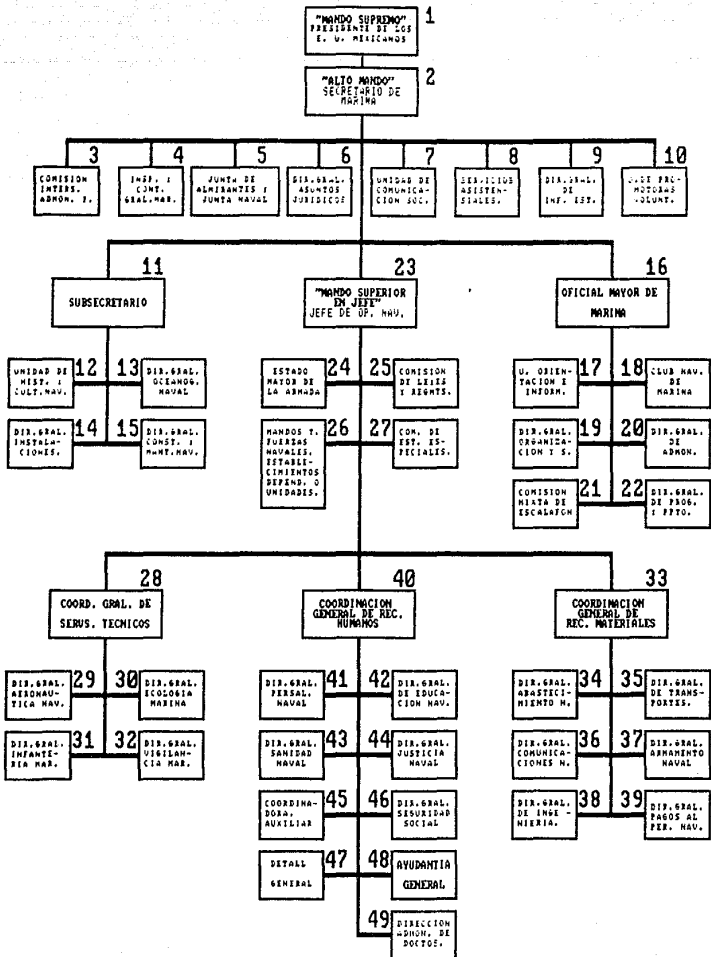 1
"MANDO SUPREMO"
PRESIDENTE DE LOS
E. U. MEXICANOS
2
"ALTO MANDO"
SECRETARIO DE
MARINA
3
COMISION
INTERS.
ADMON. P.
4
INSP. Y
CONT.
GRAL.MAR.
5
JUNTA DE
ALMIRANTES Y
JUNTA NAVAL
6
DIR.GRAL.
ASUNTOS
JURIDICOS
7
UNIDAD DE
COMUNICA-
CION SOC.
8
SERVICIOS
ASISTEN-
SIALES.
9
DIR.GRAL.
DE
INF. EST.
10
PRO-
MOTORAS
VOLUNT.
11
SUBSECRETARIO
23
"MANDO SUPERIOR
EN JEFE"
JEFE DE OP. NAV.
16
OFICIAL MAYOR DE
MARINA
12
UNIDAD DE
HIST. Y
CULT.NAV.
13
DIR.GRAL.
OCEANOG.
NAVAL
14
DIR.GRAL.
INSTALA-
CIONES.
15
DIR.GRAL.
CONST. Y
MANT.NAV.
24
ESTADO
MAYOR DE
LA ARMADA
25
COMISION
DE LEYES
Y REGMTS.
26
MANDOS T.
FUERZAS
NAVALES.
ESTABLE-
CIMIENTOS
DEPEND. O
UNIDADES.
27
COM. DE
EST. ES-
PECIALES.
17
U. ORIEN-
TACION E
INFORM.
18
CLUB NAV.
DE
MARINA
19
DIR.GRAL.
ORGANIZA-
CION Y S.
20
DIR.GRAL.
DE
ADMON.
21
COMISION
MIXTA DE
ESCALAFON
22
DIR.GRAL.
DE PROG.
Y PPTO.
28
COORD. GRAL. DE
SERVS. TECNICOS
40
COORDINACION
GENERAL DE REC.
HUMANOS
33
COORDINACION
GENERAL DE
REC. MATERIALES
29
DIR.GRAL.
AERONAU-
TICA NAV.
30
DIR.GRAL.
ECOLOGIA
MARINA
31
DIR.GRAL.
INFANTE-
RIA MAR.
32
DIR.GRAL.
VIGILAN-
CIA MAR.
41
DIR.GRAL.
PERSAL.
NAVAL
42
DIR.GRAL.
DE EDUCA-
CION NAV.
43
DIR.GRAL.
SANIDAD
NAVAL
44
DIR.GRAL.
JUSTICIA
NAVAL
45
COORDINA-
DORA.
AUXILIAR
46
DIR.GRAL.
SEGURIDAD
SOCIAL
47
DETALL
GENERAL
48
AYUDANTIA
GENERAL
49
DIRECCION
ADMON. DE
DOCTOS.
34
DIR.GRAL.
ABASTECI-
MIENTO N.
35
DIR.GRAL.
DE TRANS-
PORTES.
36
DIR.GRAL.
COMUNICA-
CIONES N.
37
DIR.GRAL.
ARMAMENTO
NAVAL
38
DIR.GRAL.
DE INGE-
NIERIA.
39
DIR.GRAL.
PAGOS AL
PER. NAV.